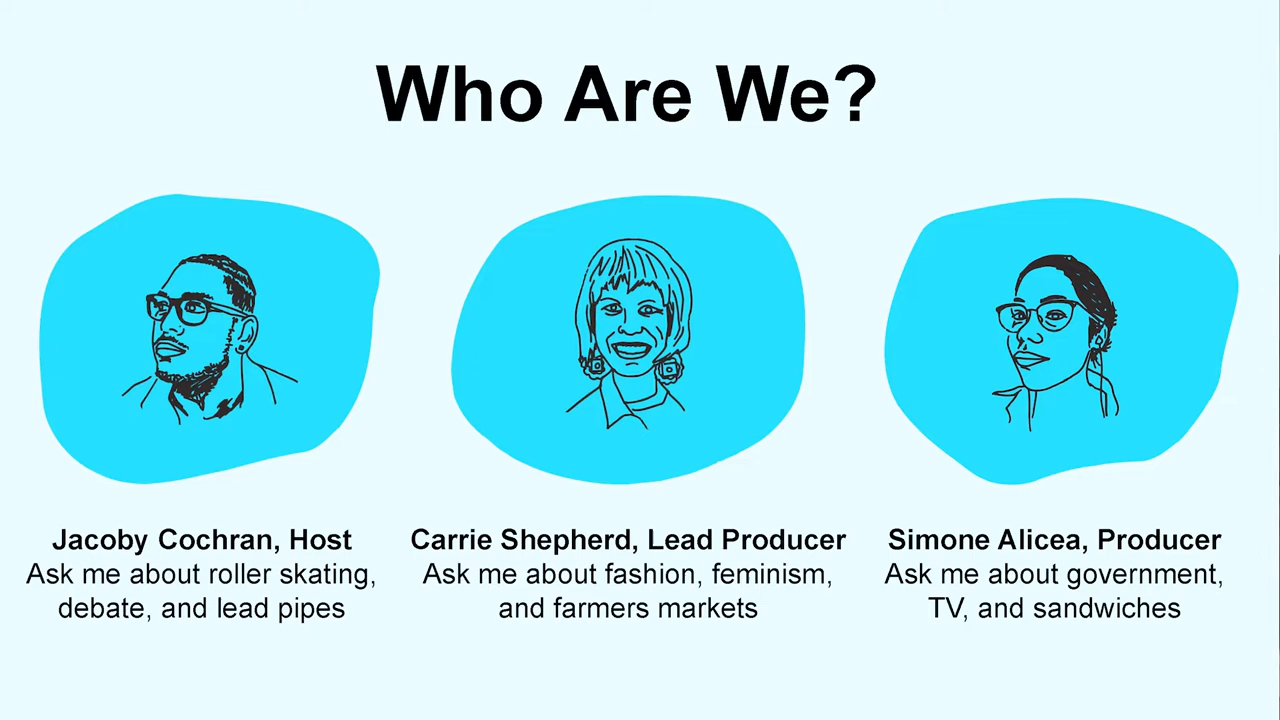 Who Are We?
Jacoby Cochran, Host
Ask me about roller skating,
debate, and lead pipes
Carrie Shepherd, Lead Producer
Ask me about fashion, feminism,
and farmers markets
Simone Alicea, Producer
Ask me about government,
TV, and sandwiches